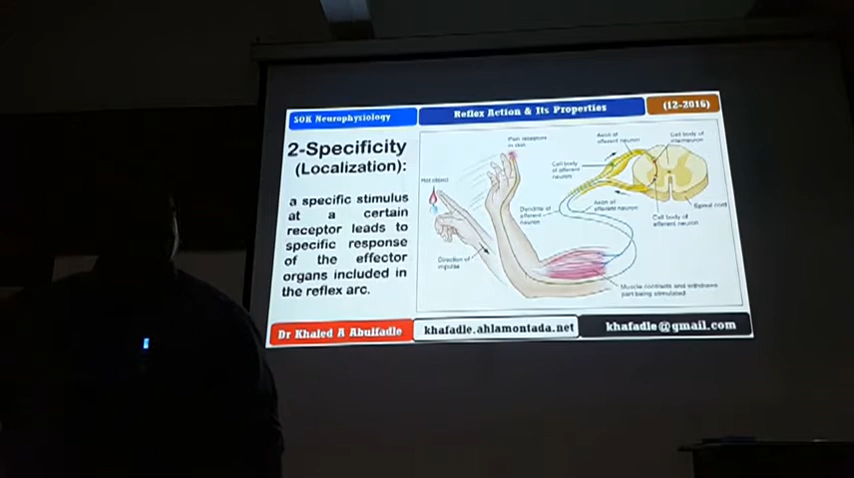 SOK Neurophysiology
Reflex Action & Its Properties
(12-2016)
2-Specificity
(Localization):
a specific stimulus
at a certain
receptor leads to
specific response
of the effector
organs included in
the reflex arc.
Pain receptors
in skin
Hot object
Direction of
impulse
Axon of
afferent neuron
Cell body of
interneuron
Cell body
of afferent
neuron
Dendrite of
afferent
neuron
Axon of
efferent neuron
Cell body of
efferent neuron
Spinal cord
Muscle contracts and withdraws
part being stimulated
Dr Khaled A Abulfadle
khafadle.ahlamontada.net
khafadle@gmail.com